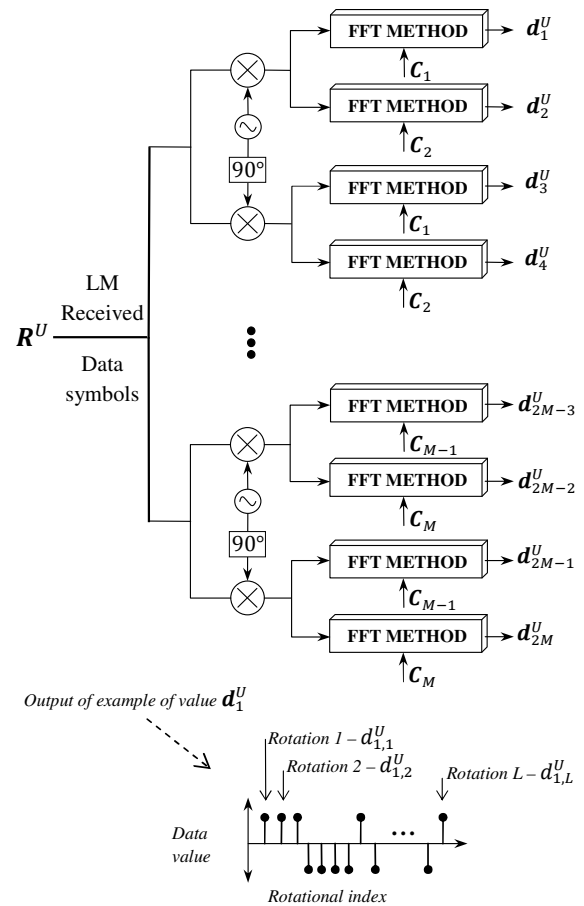 FFT METHOD
d_1^U
C_1
FFT METHOD
d_2^U
C_2
90°
FFT METHOD
d_3^U
C_1
FFT METHOD
d_4^U
C_2
LM
Received
R^U
Data
symbols
FFT METHOD
d_{2M−3}^U
C_{M−1}
FFT METHOD
d_{2M−2}^U
C_M
90°
FFT METHOD
d_{2M−1}^U
C_{M−1}
FFT METHOD
d_{2M}^U
C_M
Output of example of value d_1^U
Rotation 1 – d_{1,1}^U
Rotation 2 – d_{1,2}^U
Rotation L – d_{1,L}^U
Data
value
Rotational index